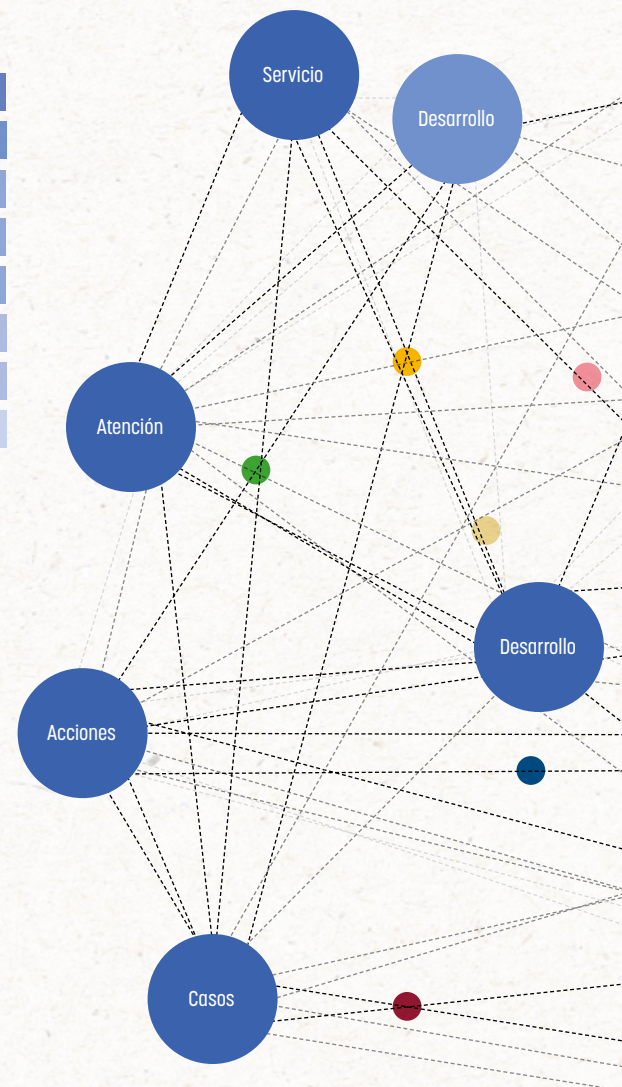 Servicio
Desarrollo
Atención
Desarrollo
Acciones
Casos